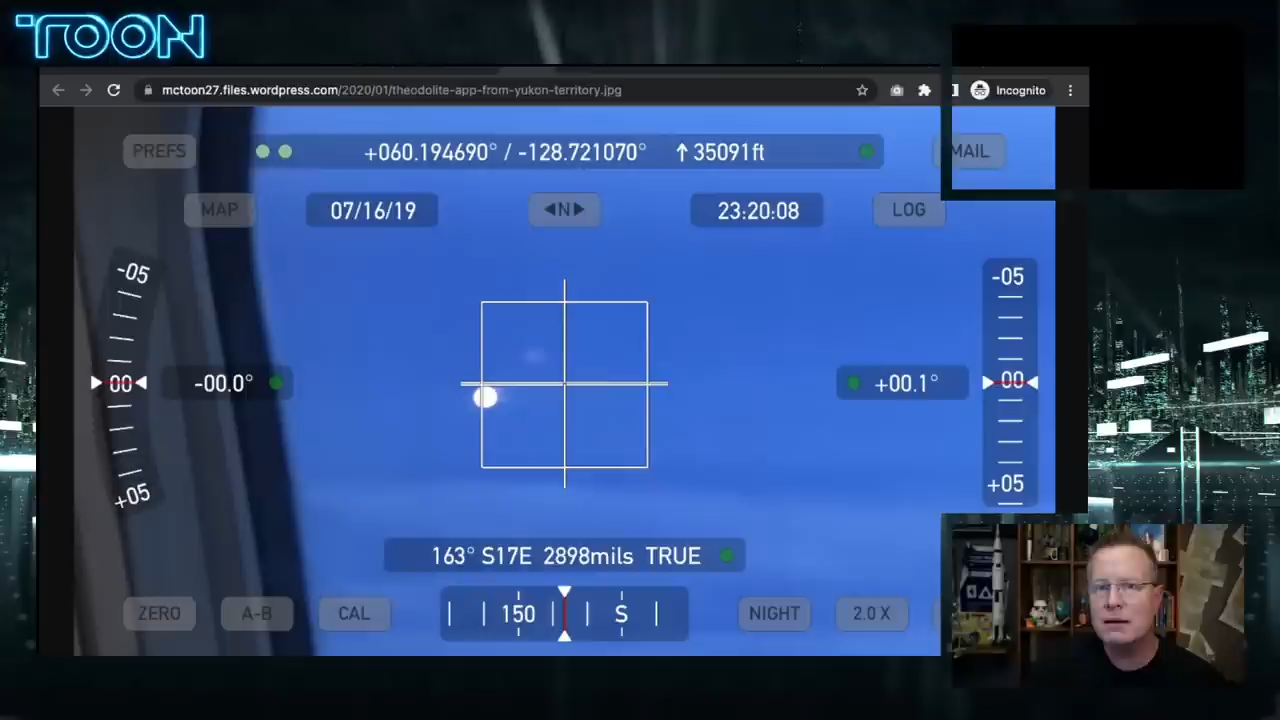 TOON
mctoon27.files.wordpress.com/2020/01/theodolite-app-from-yukon-territory.jpg
Incognito
PREFS
+060.194690° / -128.721070° ↑ 35091ft
MAIL
MAP
07/16/19
◄N►
23:20:08
LOG
-05
-05
00
-00.0°
+00.1°
00
+05
+05
163° S17E 2898mils TRUE
ZERO
A-B
CAL
150
S
NIGHT
2.0 X